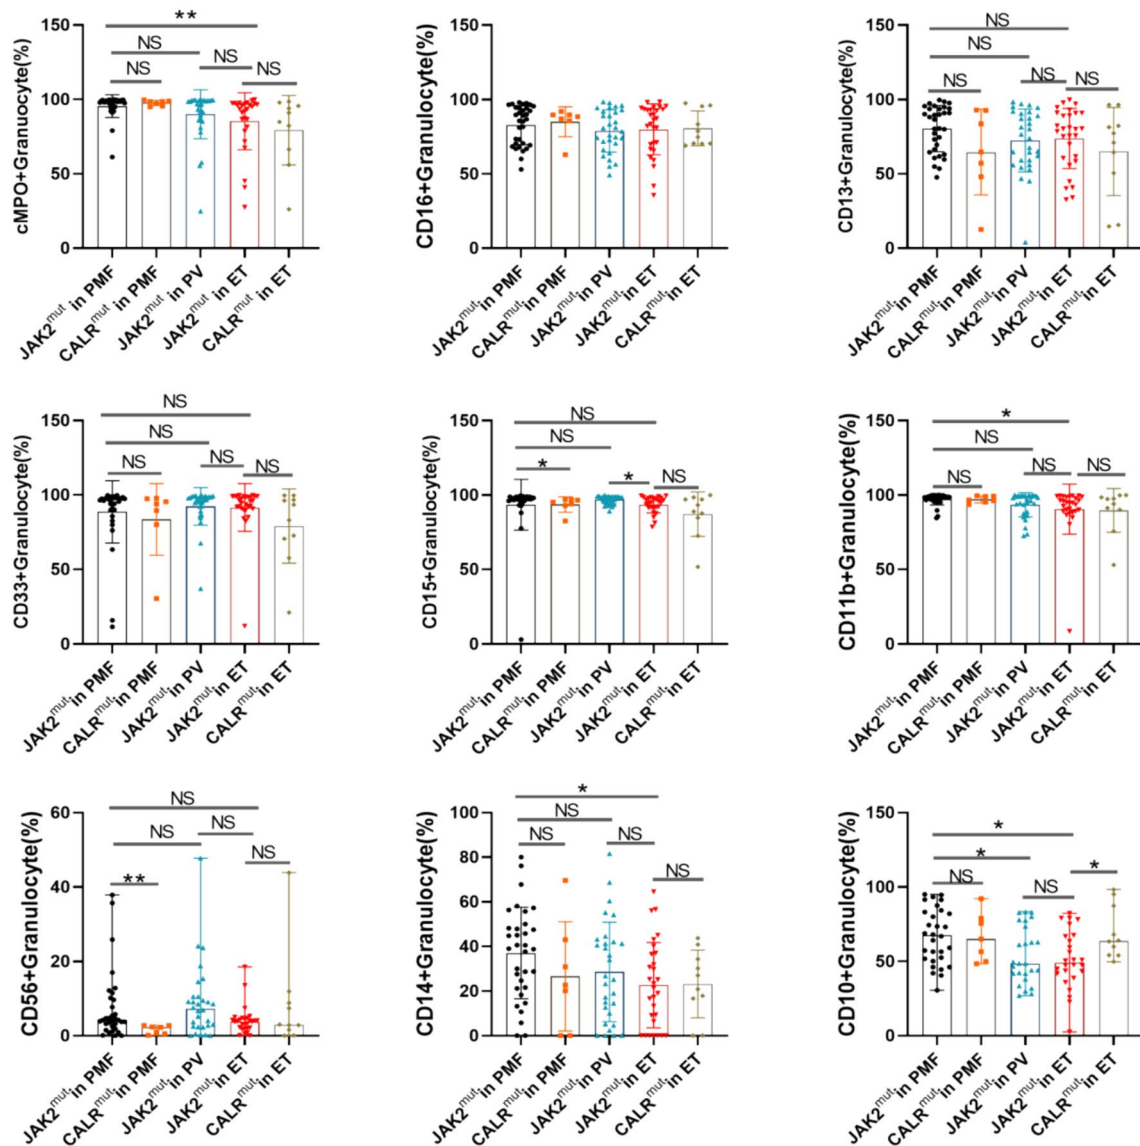 cMPO+Granulocyte(%)
150
100
50
0
**
NS
NS
NS
NS
JAK2mut in PMF
CALRmut in PMF
JAK2mut in PV
JAK2mut in ET
CALRmut in ET
CD16+Granulocyte(%)
150
100
50
0
JAK2mut, in PMF
CALRmut, in PMF
JAK2mut, in PV
JAK2mut, in ET
CALRmut, in ET
CD13+Granulocyte(%)
150
100
50
0
NS
NS
NS
NS
NS
JAK2mut, in PMF
CALRmut, in PMF
JAK2mut, in PV
JAK2mut, in ET
CALRmut, in ET
CD33+Granulocyte(%)
150
100
50
0
NS
NS
NS
NS
NS
JAK2mut, in PMF
CALRmut, in PMF
JAK2mut, in PV
JAK2mut, in ET
CALRmut, in ET
CD15+Granulocyte(%)
150
100
50
0
NS
NS
*
*
NS
JAK2mut, in PMF
CALRmut, in PMF
JAK2mut, in PV
JAK2mut, in ET
CALRmut, in ET
CD11b+Granulocyte(%)
150
100
50
0
*
NS
NS
NS
NS
JAK2mut, in PMF
CALRmut, in PMF
JAK2mut, in PV
JAK2mut, in ET
CALRmut, in ET
CD56+Granulocyte(%)
60
40
20
0
NS
NS
NS
**
NS
JAK2mut, in PMF
CALRmut, in PMF
JAK2mut, in PV
JAK2mut, in ET
CALRmut, in ET
CD14+Granulocyte(%)
100
80
60
40
20
0
*
NS
NS
NS
NS
JAK2mut, in PMF
CALRmut, in PMF
JAK2mut, in PV
JAK2mut, in ET
CALRmut, in ET
CD10+Granulocyte(%)
150
100
50
0
*
*
NS
NS
*
JAK2mut, in PMF
CALRmut, in PMF
JAK2mut, in PV
JAK2mut, in ET
CALRmut, in ET